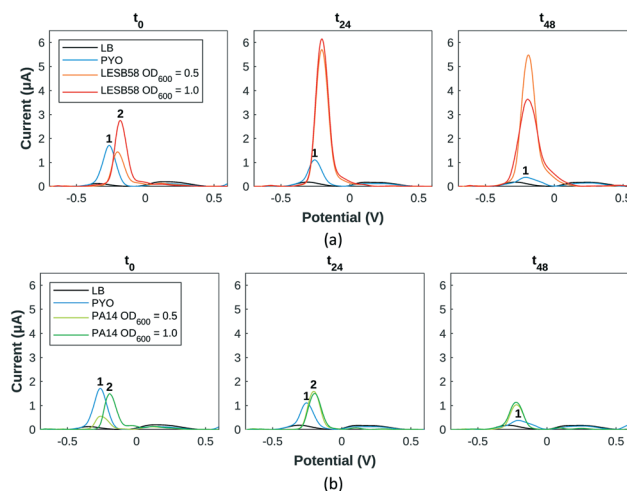 t0 t24 t48
6
5
4
3
2
1
0
Current (µA)
LB
PYO
LESB58 OD600 = 0.5
LESB58 OD600 = 1.0
1 2
1
1
-0.5 0 0.5 -0.5 0 0.5 -0.5 0 0.5
Potential (V)
(a)
t0 t24 t48
6
5
4
3
2
1
0
Current (µA)
LB
PYO
PA14 OD600 = 0.5
PA14 OD600 = 1.0
1 2
1 2
1
-0.5 0 0.5 -0.5 0 0.5 -0.5 0 0.5
Potential (V)
(b)